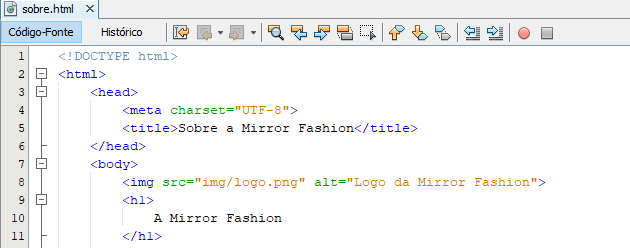 sobre.html
Código-Fonte Histórico
1 <!DOCTYPE html>
2 <html>
3 <head>
4 <meta charset="UTF-8">
5 <title>Sobre a Mirror Fashion</title>
6 </head>
7 <body>
8 <img src="img/logo.png" alt="Logo da Mirror Fashion">
9 <h1>
10 A Mirror Fashion
11 </h1>